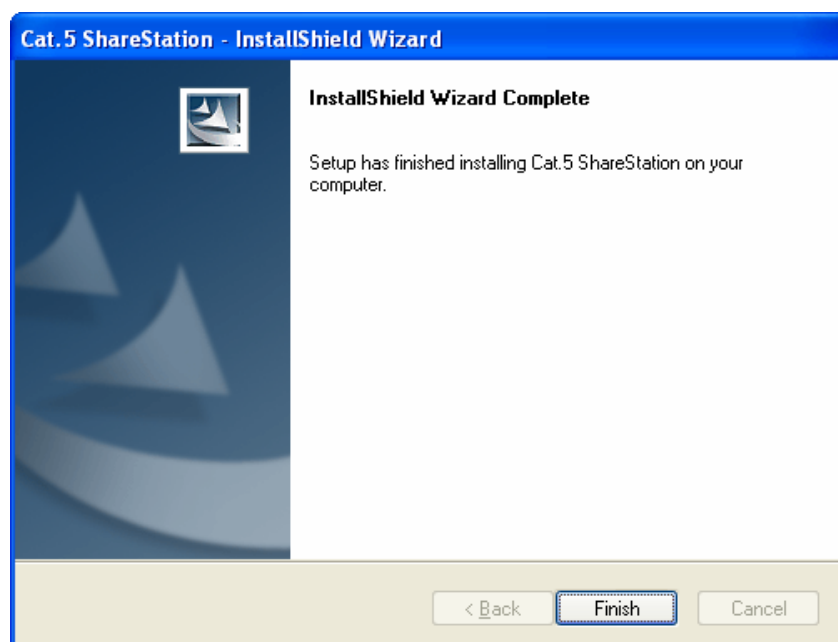 Cat.5 ShareStation - InstallShield Wizard
InstallShield Wizard Complete
Setup has finished installing Cat.5 ShareStation on your
computer.
< Back
Finish
Cancel